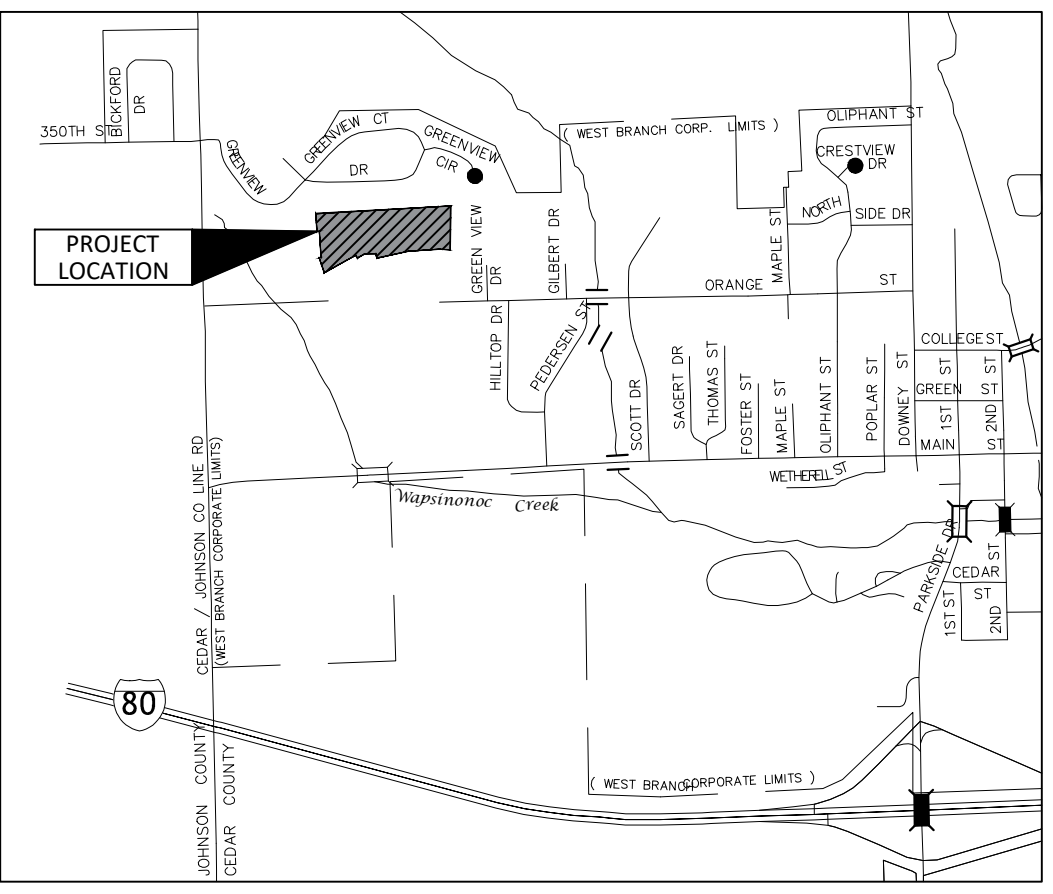 350TH ST
BICKFORD
DR
GREENVIEW
GREENVIEW CT
GREENVIEW
CIR
DR
( WEST BRANCH CORP. LIMITS )
OLIPHANT ST
CRESTVIEW
DR
NORTH
SIDE DR
MAPLE ST
PROJECT
LOCATION
GREEN VIEW
DR
GILBERT DR
ORANGE
ST
HILLTOP DR
PEDERSEN ST
SCOTT DR
SAGERT DR
THOMAS ST
FOSTER ST
MAPLE ST
OLIPHANT ST
POPLAR ST
DOWNEY ST
COLLEGE ST
GREEN
ST
1ST
ST
2ND
ST
MAIN
ST
WETHERELL ST
Wapsinonoc Creek
CEDAR / JOHNSON CO LINE RD
(WEST BRANCH CORPORATE LIMITS)
PARKSIDE DR
CEDAR
ST
1ST ST
2ND
ST
80
( WEST BRANCH CORPORATE LIMITS )
JOHNSON COUNTY
CEDAR COUNTY